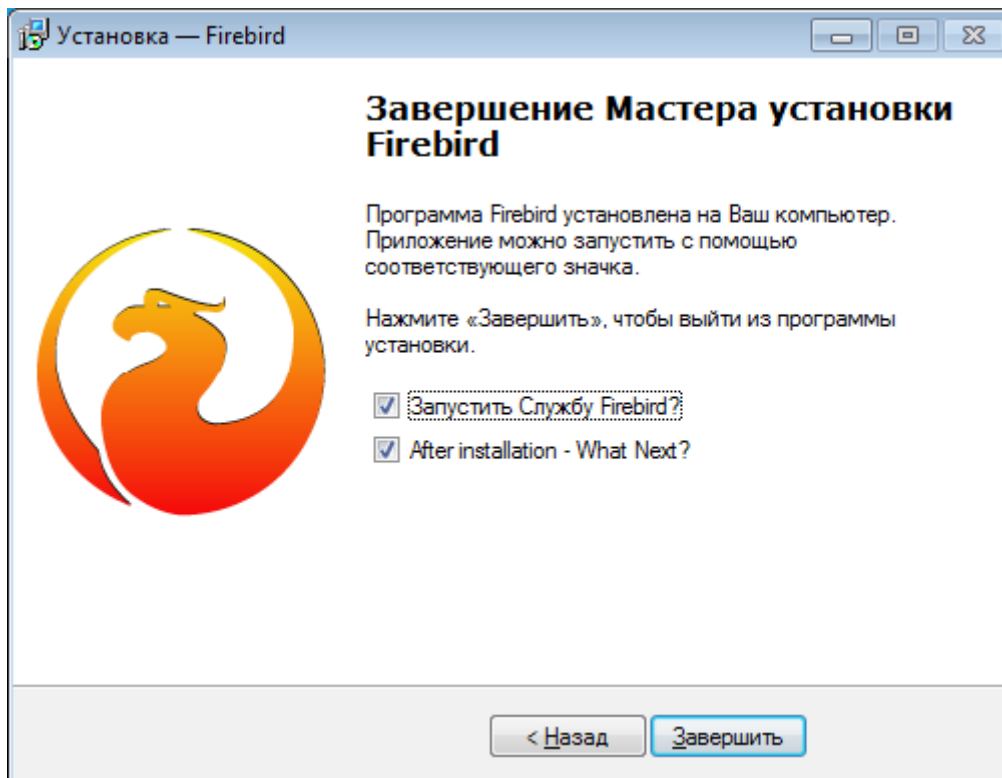 Установка — Firebird
Завершение Мастера установки
Firebird
Программа Firebird установлена на Ваш компьютер.
Приложение можно запустить с помощью
соответствующего значка.
Нажмите «Завершить», чтобы выйти из программы
установки.
Запустить Службу Firebird?
After installation - What Next?
< Назад
Завершить